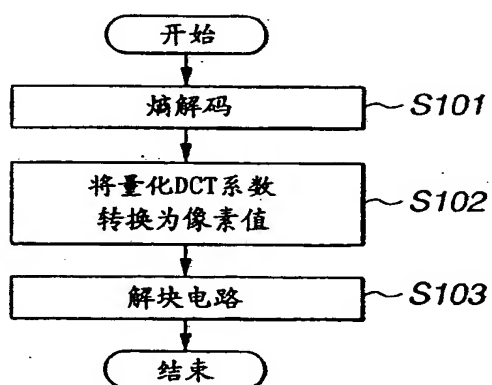 开始
熵解码
S101
将量化DCT系数
转换为像素值
S102
解块电路
S103
结束